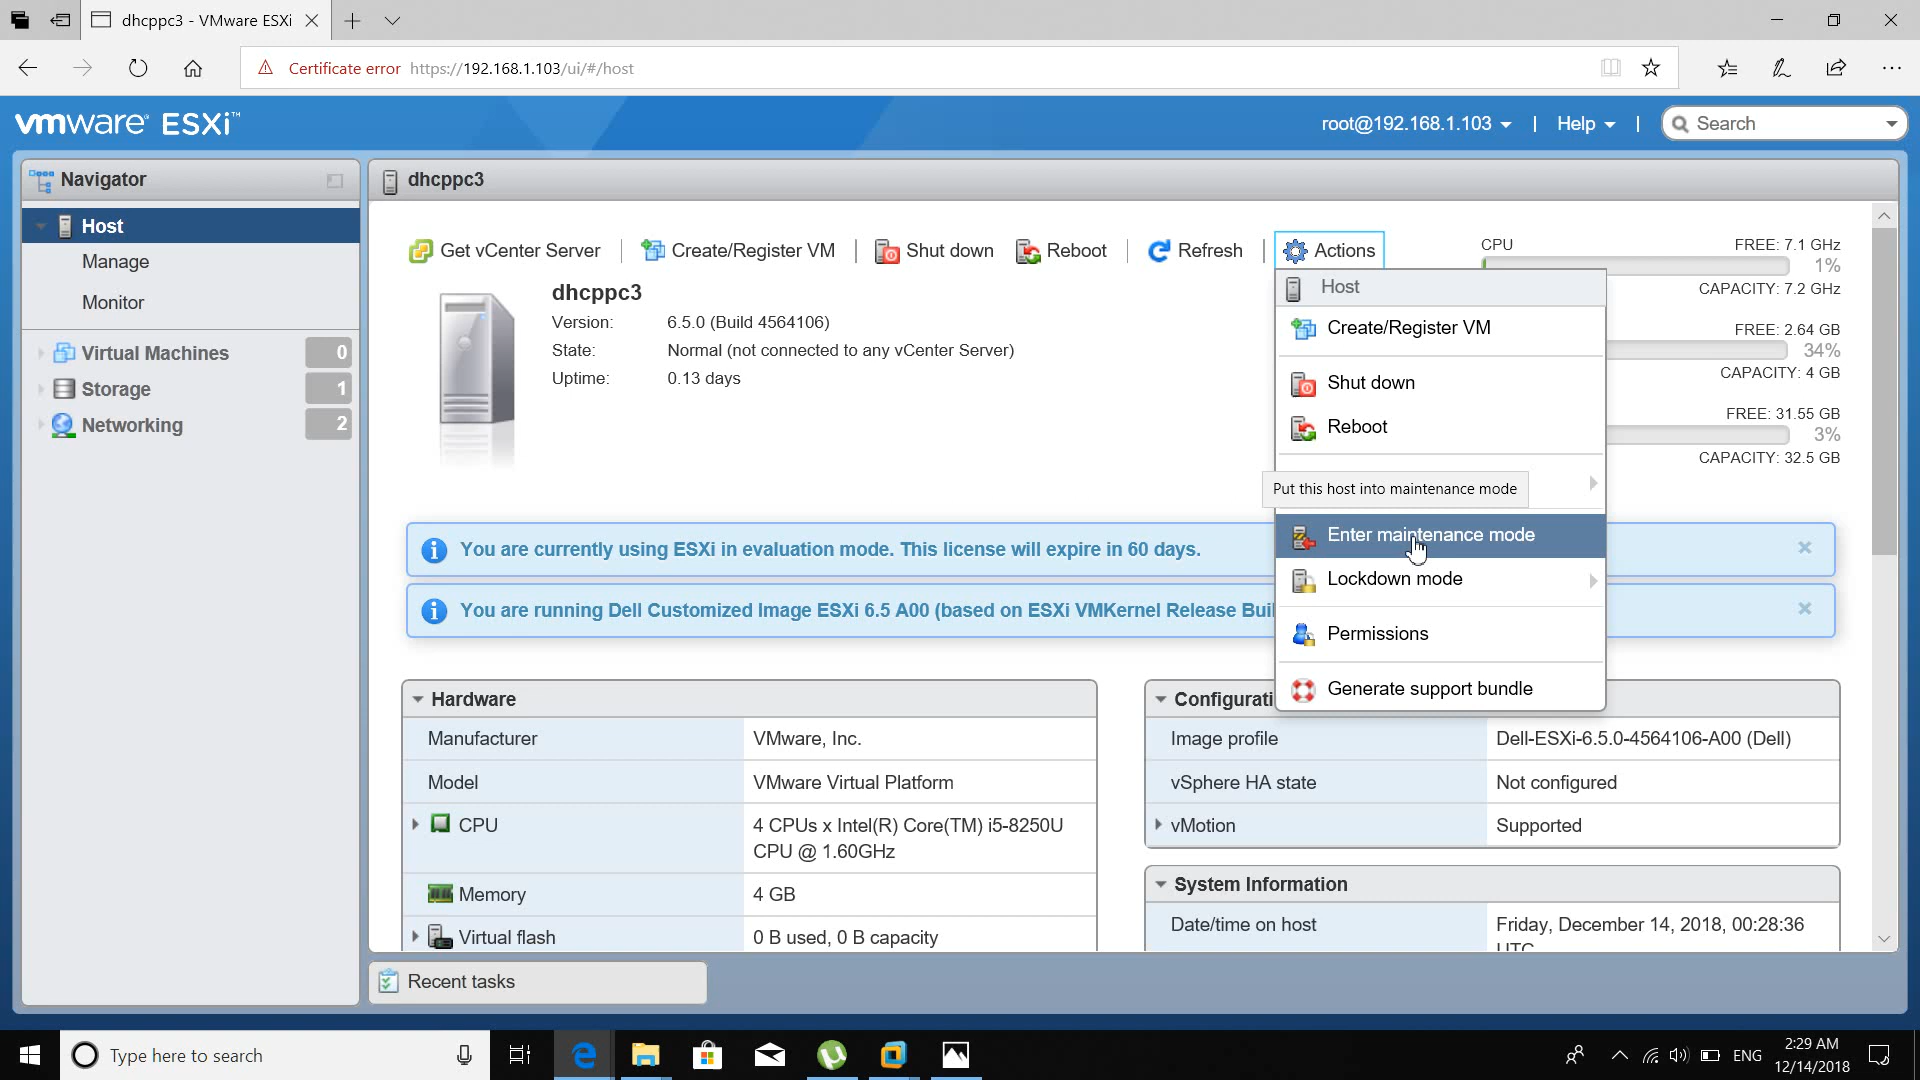 dhcppc3 - VMware ESXi
Certificate error https://192.168.1.103/ui/#/host
vmware® ESXi™
root@192.168.1.103 | Help | Search
Navigator
Host
Manage
Monitor
Virtual Machines 0
Storage 1
Networking 2
dhcppc3
Get vCenter Server | Create/Register VM | Shut down Reboot | Refresh | Actions
dhcppc3
Version: 6.5.0 (Build 4564106)
State: Normal (not connected to any vCenter Server)
Uptime: 0.13 days
CPU FREE: 7.1 GHz
1%
CAPACITY: 7.2 GHz
FREE: 2.64 GB
34%
CAPACITY: 4 GB
FREE: 31.55 GB
3%
CAPACITY: 32.5 GB
Host
Create/Register VM
Shut down
Reboot
Put this host into maintenance mode
Enter maintenance mode
Lockdown mode
Permissions
Generate support bundle
You are currently using ESXi in evaluation mode. This license will expire in 60 days.
You are running Dell Customized Image ESXi 6.5 A00 (based on ESXi VMKernel Release Buil
Hardware
Manufacturer VMware, Inc.
Model VMware Virtual Platform
CPU 4 CPUs x Intel(R) Core(TM) i5-8250U
CPU @ 1.60GHz
Memory 4 GB
Virtual flash 0 B used, 0 B capacity
Configurati
Image profile Dell-ESXi-6.5.0-4564106-A00 (Dell)
vSphere HA state Not configured
vMotion Supported
System Information
Date/time on host Friday, December 14, 2018, 00:28:36
UTC
Recent tasks
Type here to search
ENG
2:29 AM
12/14/2018